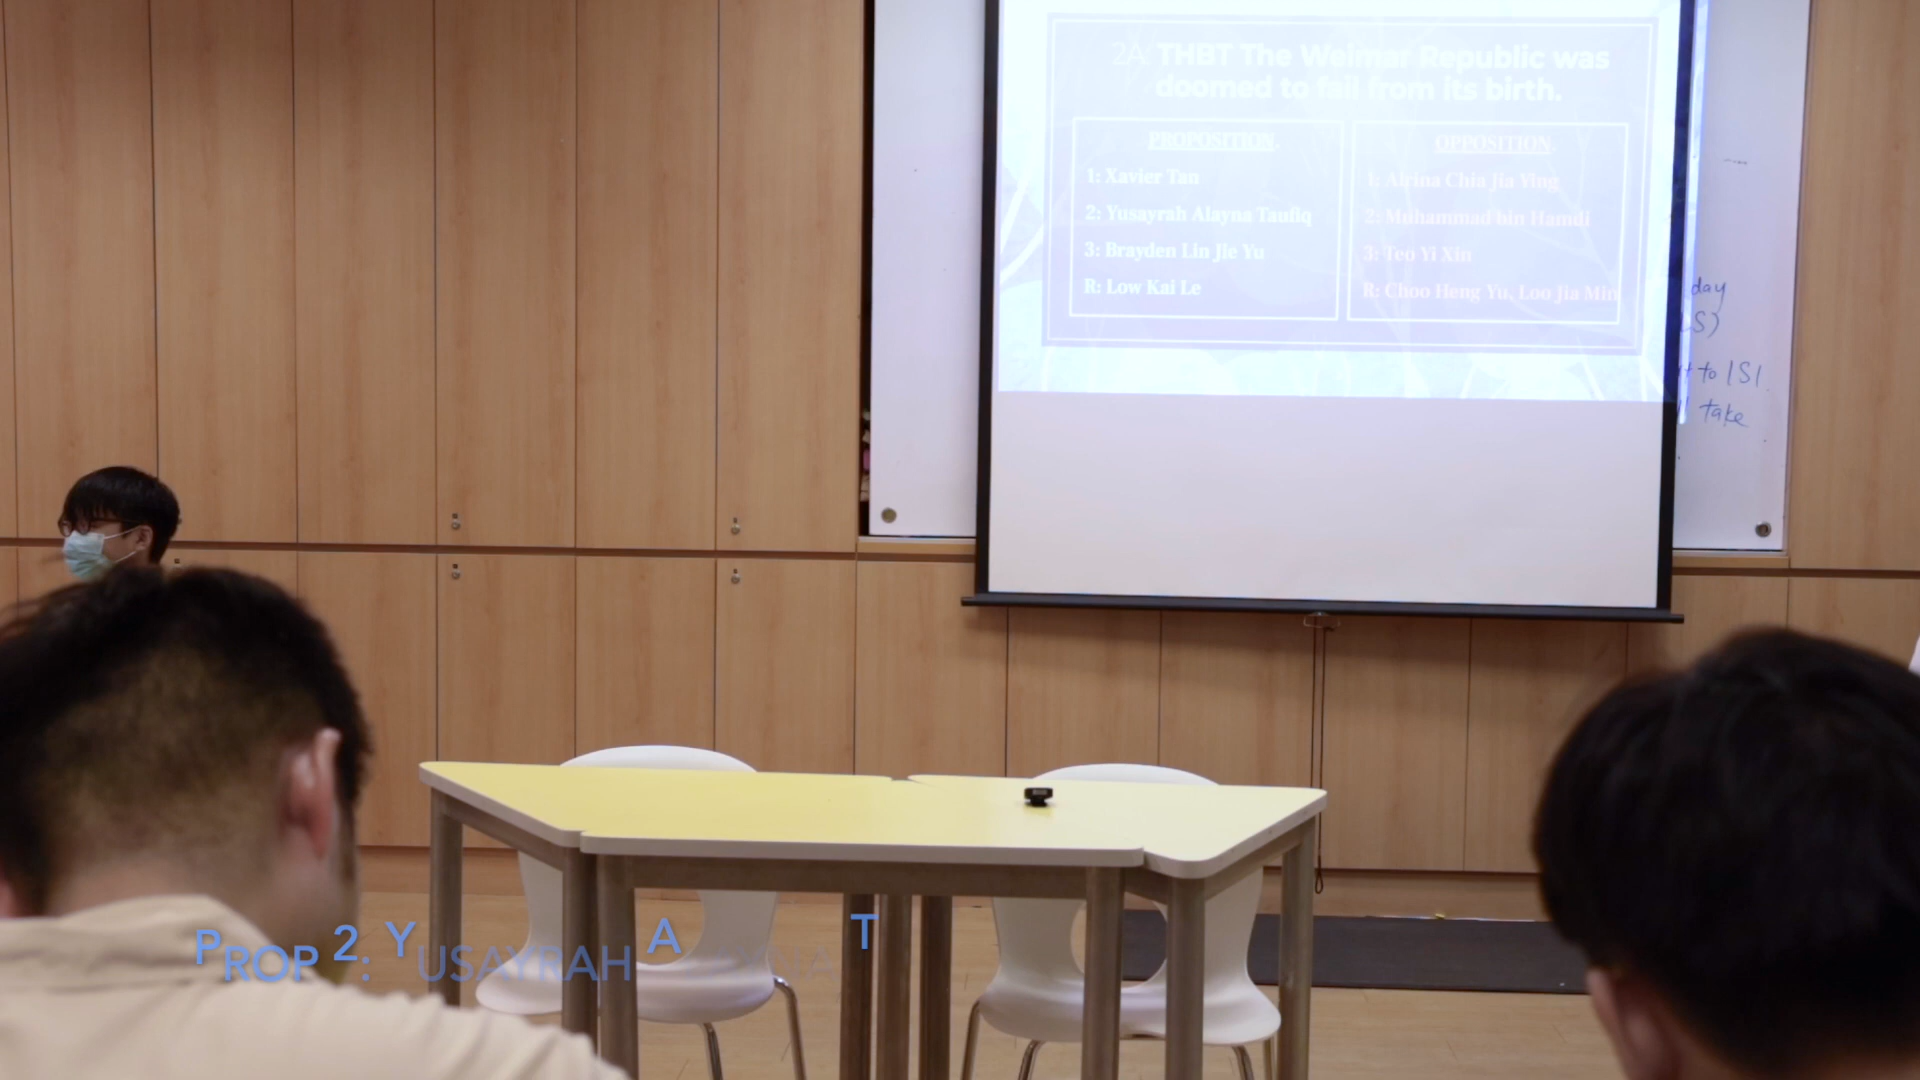 2A: THBT The Weimar Republic was
doomed to fail from its birth.
PROPOSITION.
1: Xavier Tan
2: Yusayrah Alayna Taufiq
3: Brayden Lin Jie Yu
R: Low Kai Le
OPPOSITION.
1: Chia Jia Ying
2: Muhammad bin Hamdi
3: Teo Yi Xin
R: Choo Heng Yu, Loo Jia Min
day
to 1S1.
take
PROP 2: YUSAYRAH ALAYNA T